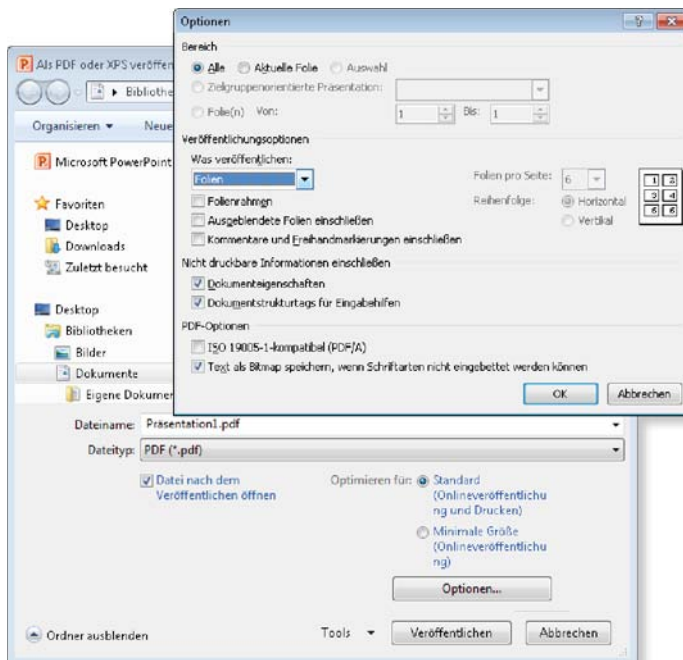 Optionen
Bereich
Alle Aktuelle Folie Auswahl
Zielgruppenorientierte Präsentation:
Folie(n) Von: 1 Bis: 1
Veröffentlichungsoptionen
Was veröffentlichen:
Folien
Folien pro Seite: 6
Folienrahmen
Reihenfolge: Horizontal
Ausgeblendete Folien einschließen
Vertikal
Kommentare und Freihandmarkierungen einschließen
1 2
3 4
5 6
Nicht druckbare Informationen einschließen
Dokumenteigenschaften
Dokumentstrukturtags für Eingabehilfen
PDF-Optionen
ISO 19005-1-kompatibel (PDF/A)
Text als Bitmap speichern, wenn Schriftarten nicht eingebettet werden können
OK Abbrechen
Als PDF oder XPS veröffen
Bibliothe
Organisieren Neue
Microsoft PowerPoint
Favoriten
Desktop
Downloads
Zuletzt besucht
Desktop
Bibliotheken
Bilder
Dokumente
Eigene Dokumen
Dateiname: Präsentation1.pdf
Dateityp: PDF (*.pdf)
Datei nach dem
Veröffentlichen öffnen
Optimieren für: Standard
(Onlineveröffentlichu
ng und Drucken)
Minimale Größe
(Onlineveröffentlichu
ng)
Optionen...
Ordner ausblenden
Tools Veröffentlichen Abbrechen